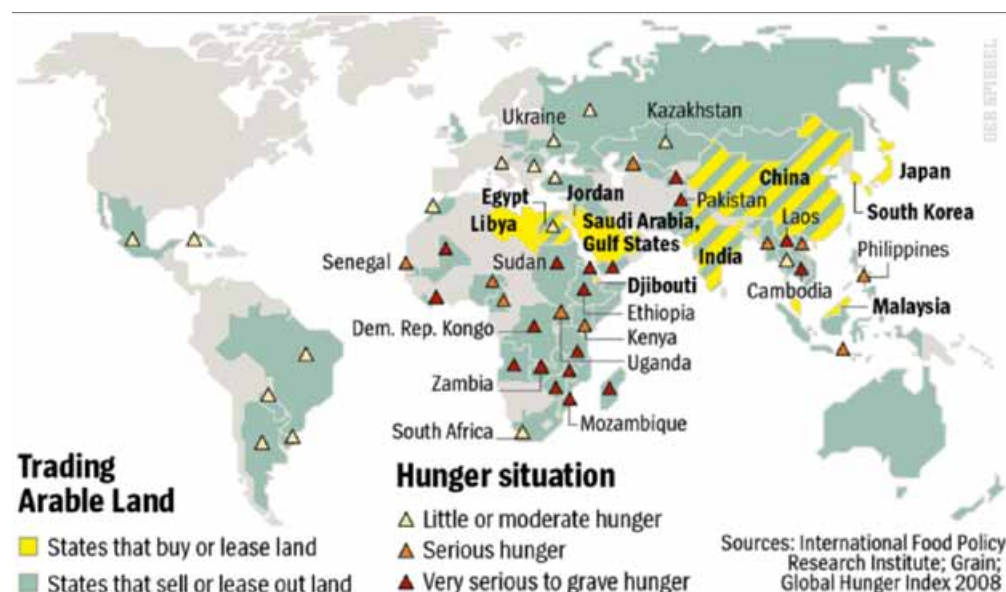 DER SPIEGEL
Ukraine
Kazakhstan
Japan
China
Egypt
Jordan
Pakistan
Libya
Saudi Arabia,
Gulf States
Laos
South Korea
India
Philippines
Senegal
Sudan
Djibouti
Cambodia
Malaysia
Ethiopia
Dem. Rep. Kongo
Kenya
Uganda
Zambia
Mozambique
South Africa
Trading
Arable Land
States that buy or lease land
States that sell or lease out land
Hunger situation
Little or moderate hunger
Serious hunger
Very serious to grave hunger
Sources: International Food Policy
Research Institute; Grain;
Global Hunger Index 2008